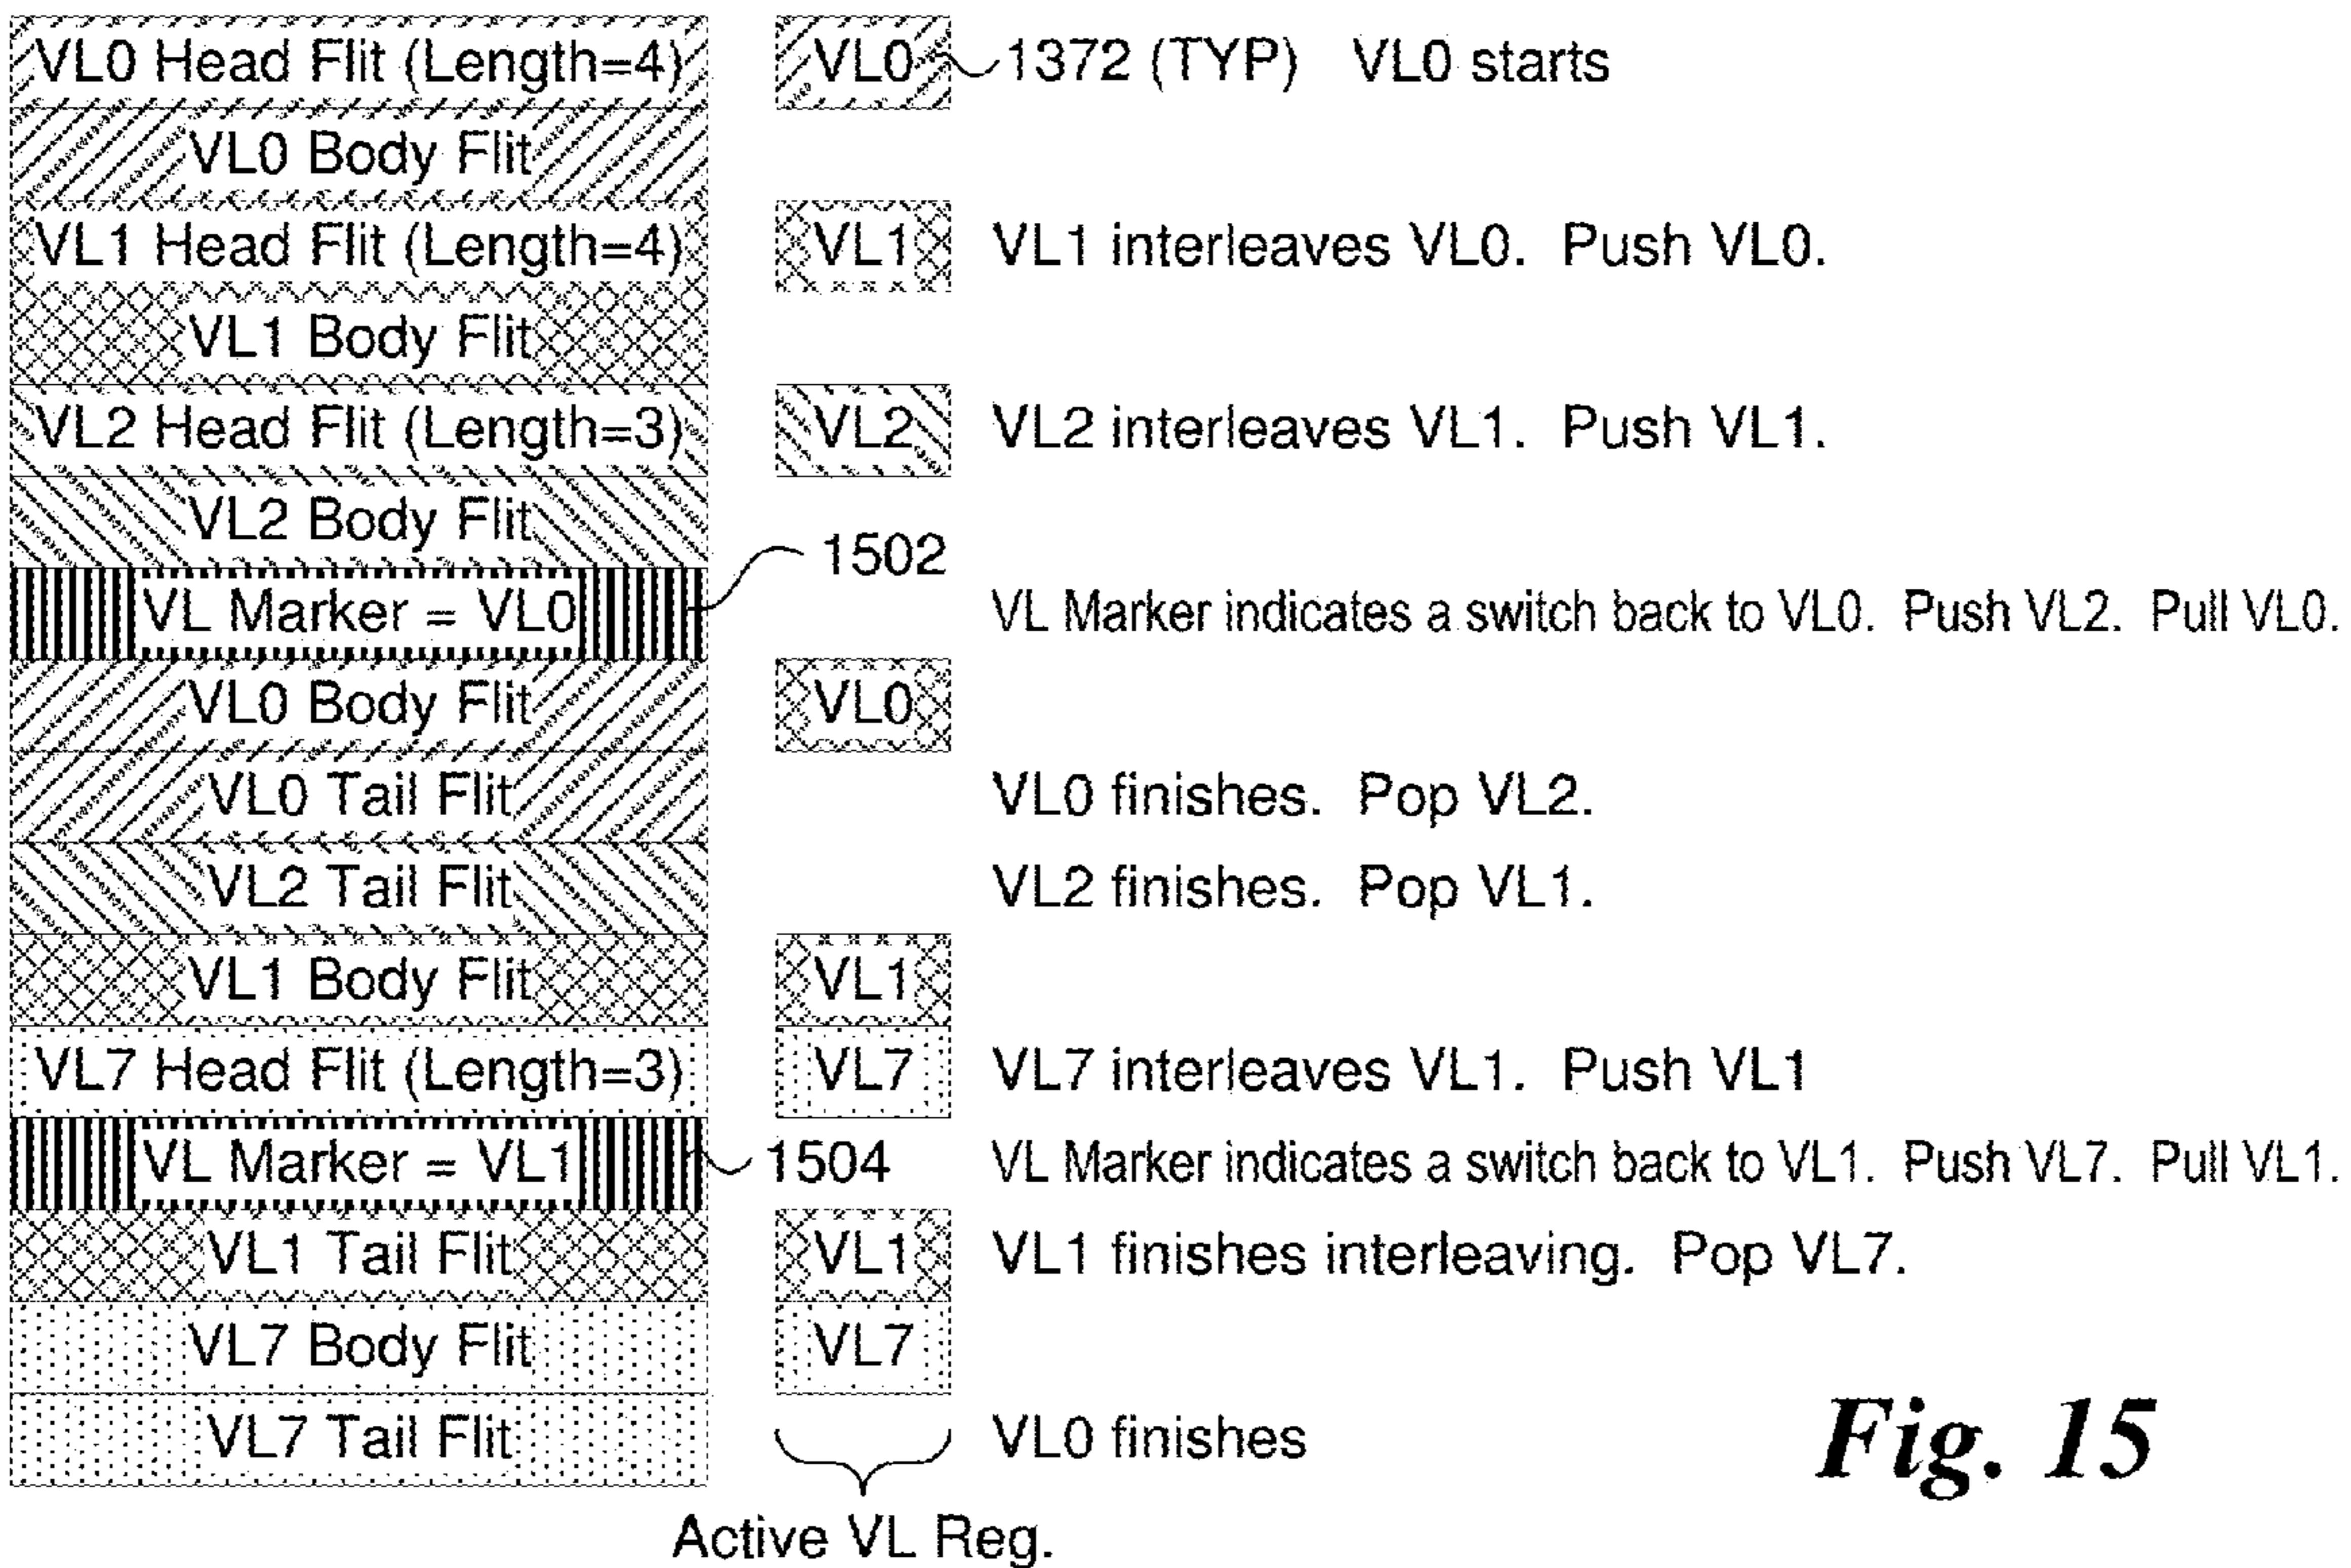 VL0 Head Flit (Length=4) VL0 1372 (TYP) VL0 starts
VL0 Body Flit
VL1 Head Flit (Length=4) VL1 VL1 interleaves VL0. Push VL0.
VL1 Body Flit
VL2 Head Flit (Length=3) VL2 VL2 interleaves VL1. Push VL1.
VL2 Body Flit
1502
VL Marker = VL0 VL Marker indicates a switch back to VL0. Push VL2. Pull VL0.
VL0 Body Flit VL0
VL0 Tail Flit VL0 finishes. Pop VL2.
VL2 Tail Flit VL2 finishes. Pop VL1.
VL1 Body Flit VL1
VL7 Head Flit (Length=3) VL7 VL7 interleaves VL1. Push VL1
VL Marker = VL1 1504 VL Marker indicates a switch back to VL1. Push VL7. Pull VL1.
VL1 Tail Flit VL1 VL1 finishes interleaving. Pop VL7.
VL7 Body Flit VL7
VL7 Tail Flit VL0 finishes
Fig. 15
Active VL Reg.